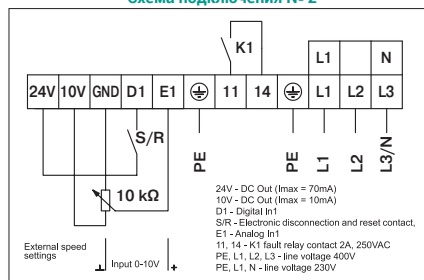 Схема подключения № 2
K1
L1 N
24V 10V GND D1 E1 11 14 L1 L2 L3
S/R
PE PE L1 L2 L3/N
10 kΩ
24V - DC Out (Imax = 70mA)
10V - DC Out (Imax = 10mA)
D1 - Digital In1
S/R - Electronic disconnection and reset contact,
E1 - Analog In1
11, 14 - K1 fault relay contact 2A, 250VAC
PE, L1, L2, L3 - line voltage 400V
PE, L1, N - line voltage 230V
External speed
settings
⊥ Input 0-10V +